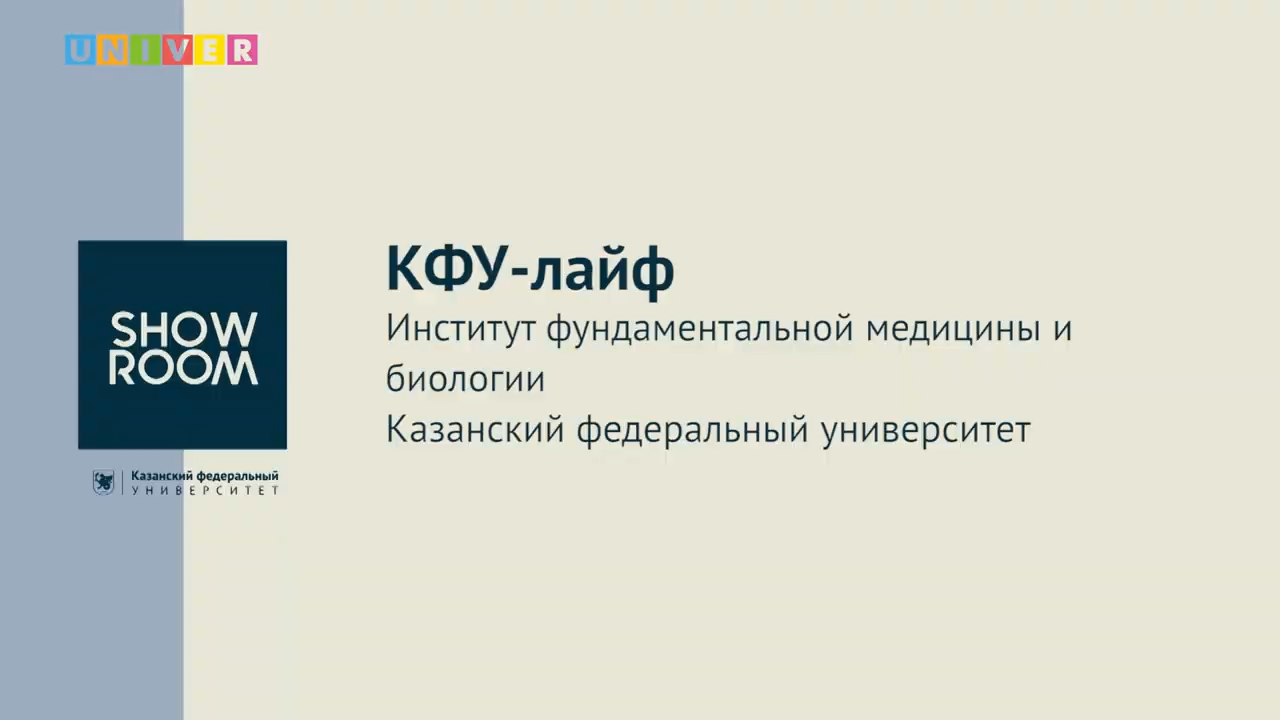 UNIVER
SHOW
ROOM
Казанский федеральный
УНИВЕРСИТЕТ
КФУ-лайф
Институт фундаментальной медицины и
биологии
Казанский федеральный университет